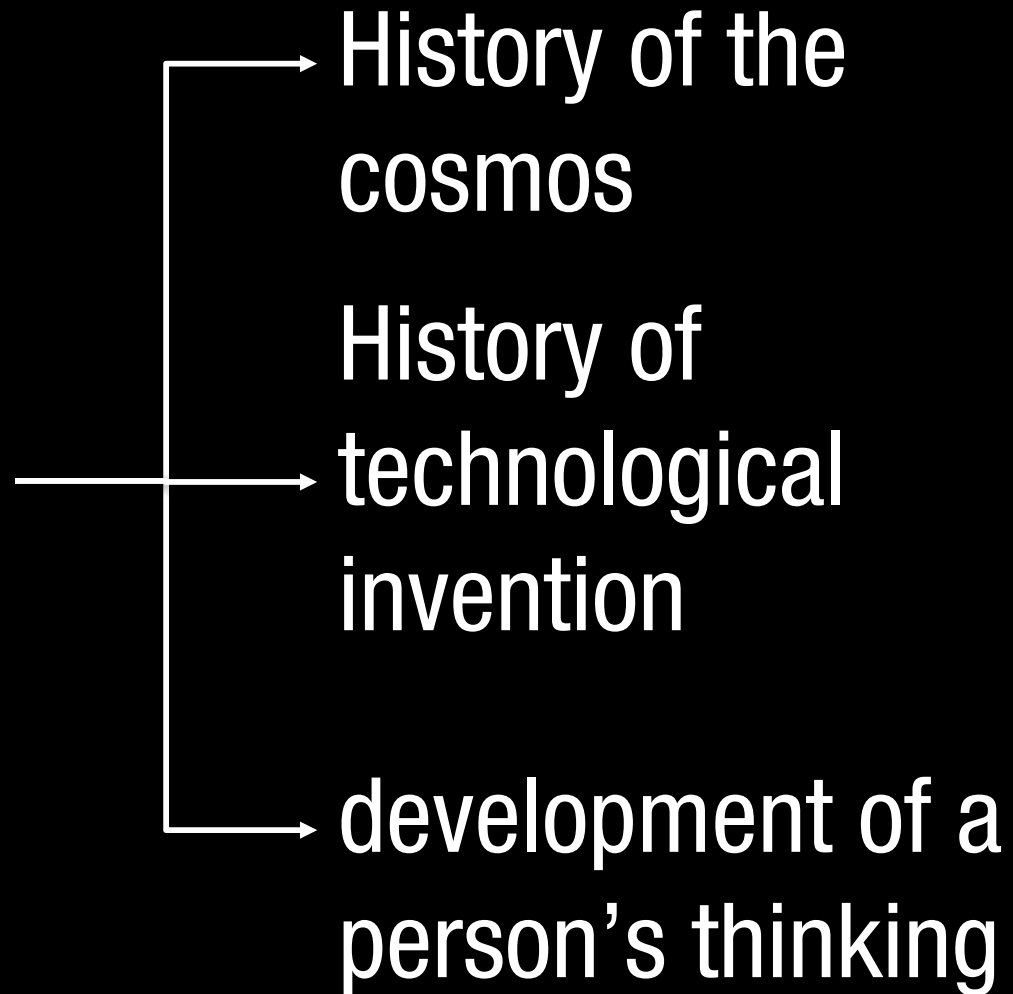 History of the
cosmos
History of
technological
invention
development of a
person’s thinking